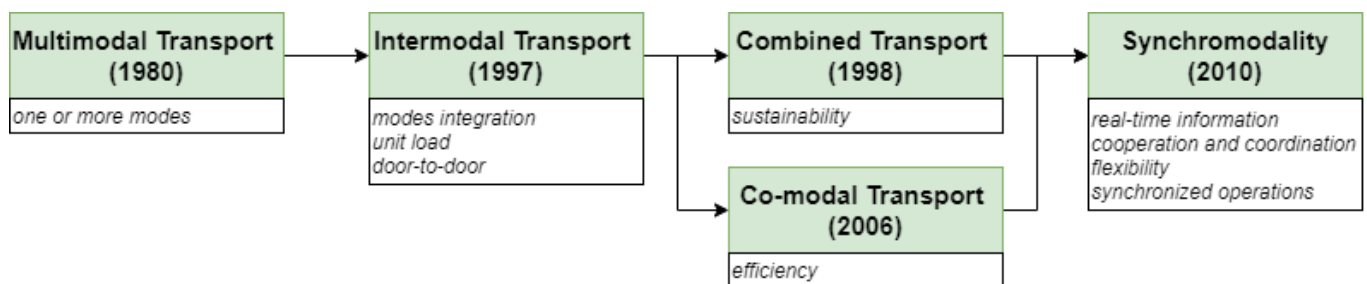 Multimodal Transport
(1980)
one or more modes
Intermodal Transport
(1997)
modes integration
unit load
door-to-door
Combined Transport
(1998)
sustainability
Co-modal Transport
(2006)
efficiency
Synchromodality
(2010)
real-time information
cooperation and coordination
flexibility
synchronized operations